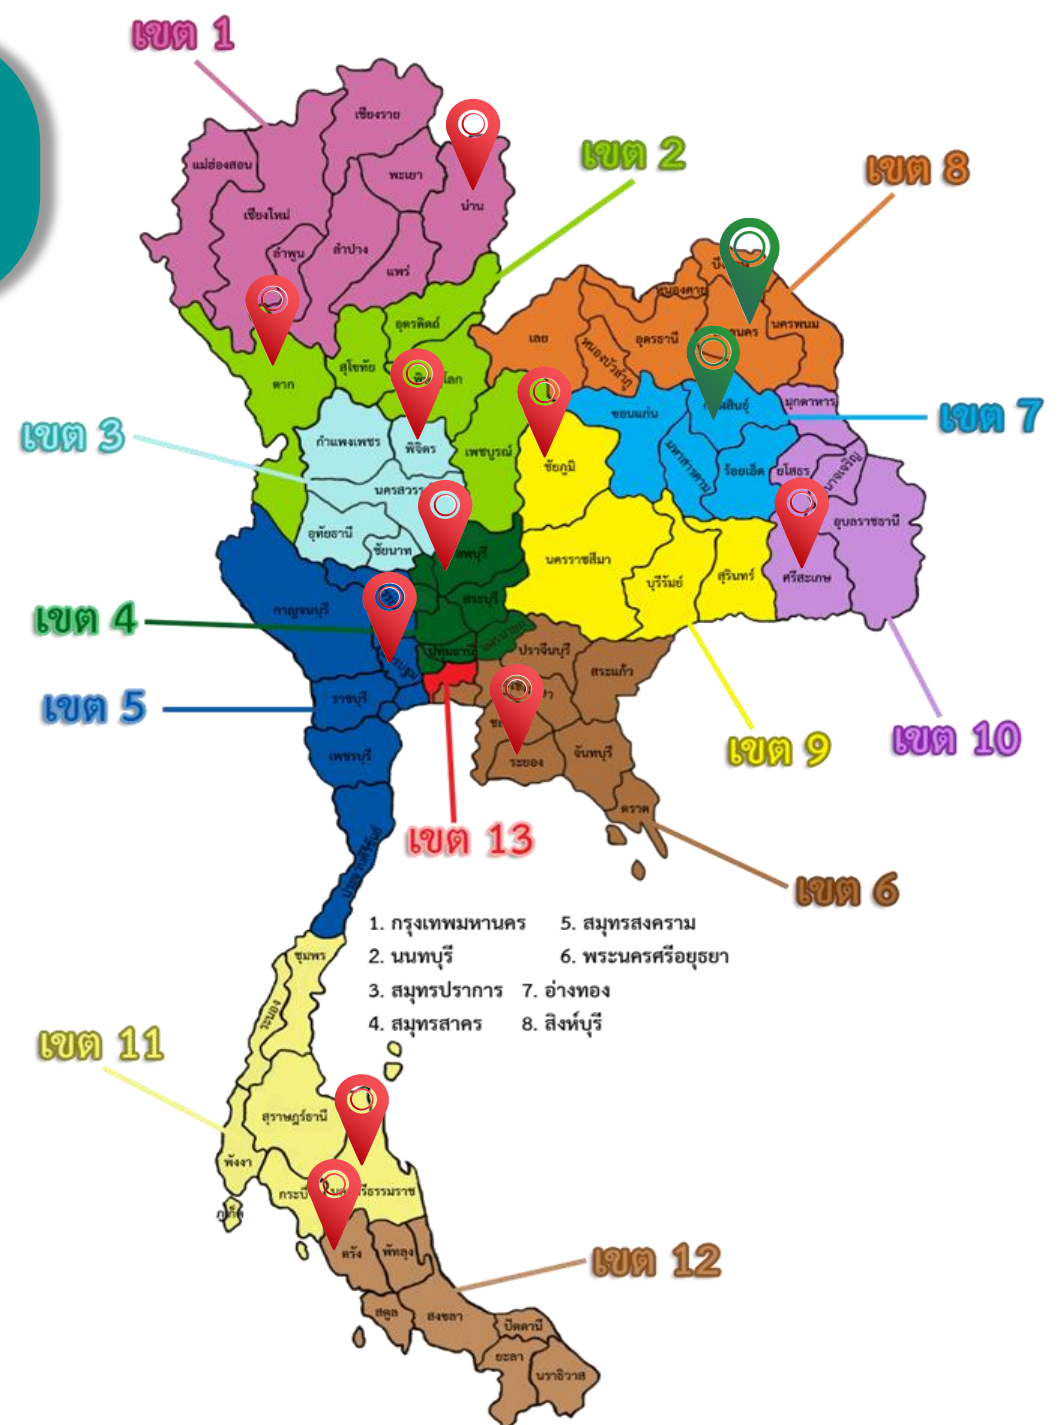 เขต 1
เชียงราย
แม่ฮ่องสอน
พะเยา
เขต 2
เขต 8
น่าน
เชียงใหม่
ลำพูน
ลำปาง
แพร่
หนองคาย
อุตรดิตถ์
นครพนม
เลย
อุดรธานี
สุโขทัย
หนองบัวลำภู
ตาก
มุกดาหาร
ขอนแก่น
เขต 7
เขต 3
กำแพงเพชร
พิจิตร
เพชรบูรณ์
ชัยภูมิ
มหาสารคาม
ร้อยเอ็ด
ยโสธร
อุบลราชธานี
อุทัยธานี
ชัยนาท
นครราชสีมา
บุรีรัมย์
สุรินทร์
ศรีสะเกษ
กาญจนบุรี
สระบุรี
เขต 4
ปทุมธานี
นครนายก
ปราจีนบุรี
สระแก้ว
เขต 5
ราชบุรี
เขต 9
เขต 10
เพชรบุรี
ระยอง
จันทบุรี
ตราด
เขต 13
ประจวบคีรีขันธ์
เขต 6
1. กรุงเทพมหานคร 5. สมุทรสงคราม
2. นนทบุรี 6. พระนครศรีอยุธยา
3. สมุทรปราการ 7. อ่างทอง
4. สมุทรสาคร 8. สิงห์บุรี
ชุมพร
ระนอง
เขต 11
สุราษฎร์ธานี
พังงา
ภูเก็ต
ตรัง
พัทลุง
เขต 12
สตูล
สงขลา
ปัตตานี
ยะลา
นราธิวาส